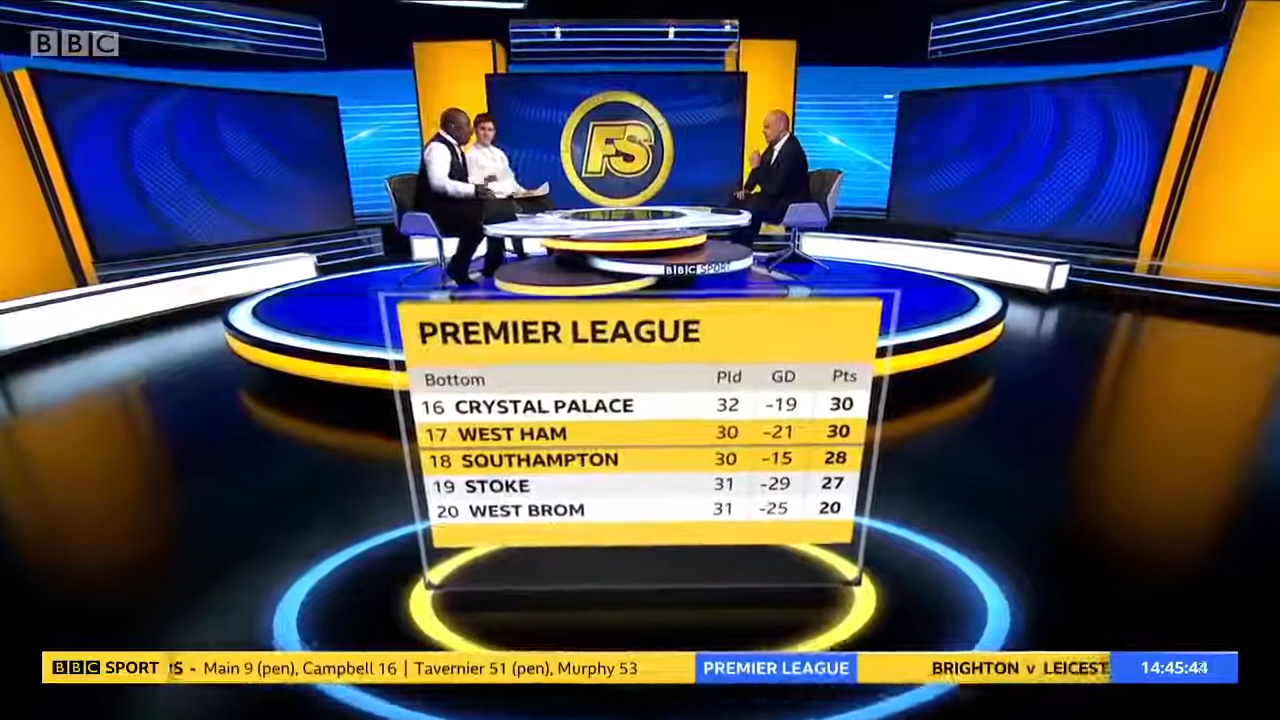 BBC
FS
BBC SPORT
PREMIER LEAGUE
Bottom Pld GD Pts
16 CRYSTAL PALACE 32 -19 30
17 WEST HAM 30 -21 30
18 SOUTHAMPTON 30 -15 28
19 STOKE 31 -29 27
20 WEST BROM 31 -25 20
BBC SPORT IS - Main 9 (pen), Campbell 16 | Tavernier 51 (pen), Murphy 53 PREMIER LEAGUE BRIGHTON v LEICEST 14:45:44